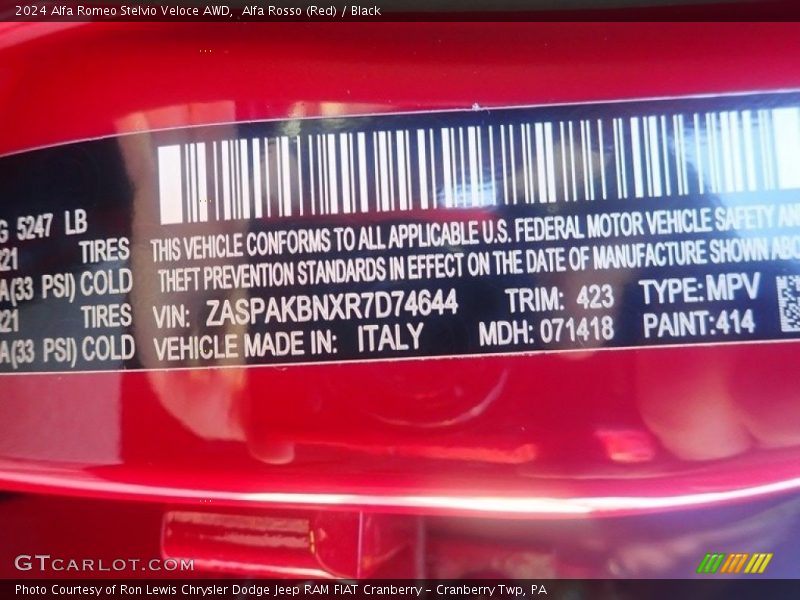 2024 Alfa Romeo Stelvio Veloce AWD,  Alfa Rosso (Red) / Black
G 5247 LB
321 TIRES
A(33 PSI) COLD
321 TIRES
A(33 PSI) COLD
THIS VEHICLE CONFORMS TO ALL APPLICABLE U.S. FEDERAL MOTOR VEHICLE SAFETY AN
THEFT PREVENTION STANDARDS IN EFFECT ON THE DATE OF MANUFACTURE SHOWN ABO
VIN: ZASPAKBNXR7D74644 TRIM: 423 TYPE: MPV
VEHICLE MADE IN: ITALY MDH: 071418 PAINT: 414
GTCARLOT.COM
Photo Courtesy of Ron Lewis Chrysler Dodge Jeep RAM FIAT Cranberry – Cranberry Twp, PA